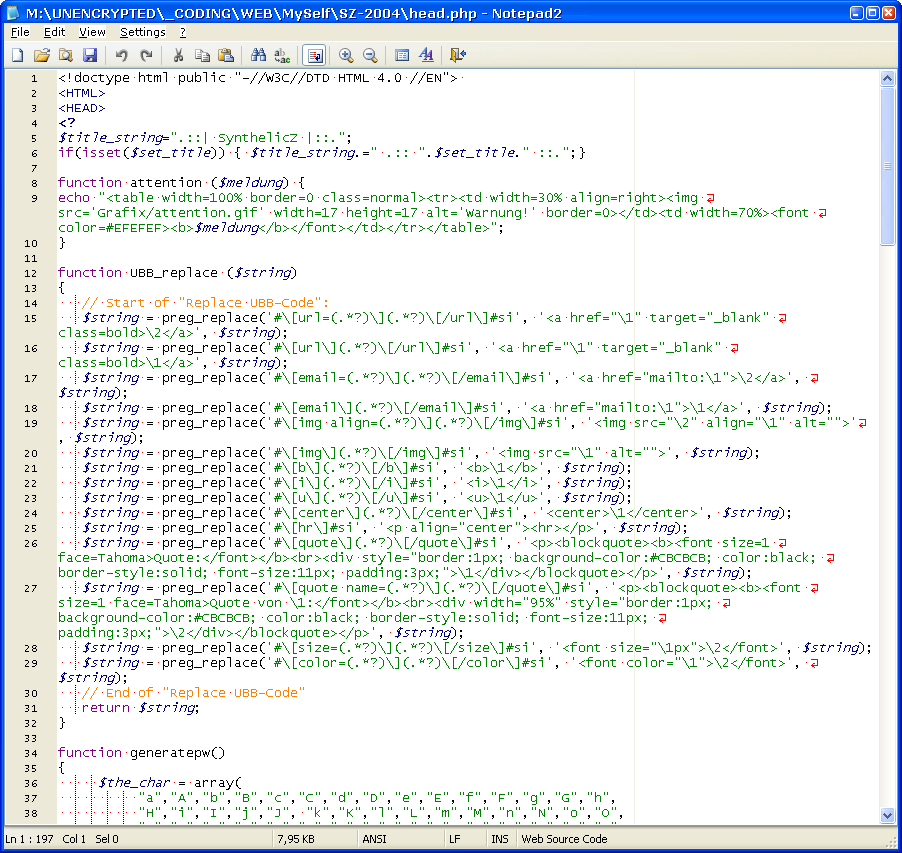 M:\UNENCRYPTED\_CODING\WEB\MySelf\SZ-2004\head.php - Notepad2
File Edit View Settings ?
1 <!doctype html public "-//W3C//DTD HTML 4.0 //EN">
2 <HTML>
3 <HEAD>
4 <?
5 $title_string=".::| SynthelicZ |::.";
6 if(isset($set_title)) { $title_string.=" .:: ".$set_title." ::.";}
7
8 function attention ($meldung) {
9 echo "<table width=100% border=0 class=normal><tr><td width=30% align=right><img
src='Grafix/attention.gif' width=17 height=17 alt='Warnung!' border=0></td><td width=70%><font
color=#EFEFEF><b>$meldung</b></font></td></tr></table>";
10 }
11
12 function UBB_replace ($string)
13 {
14 // Start of "Replace UBB-Code":
15 $string = preg_replace('#\[url=(.*?)\](.*?)\[/url\]#si', '<a href="\1" target="_blank"
class=bold>\2</a>', $string);
16 $string = preg_replace('#\[url\](.*?)\[/url\]#si', '<a href="\1" target="_blank"
class=bold>\1</a>', $string);
17 $string = preg_replace('#\[email=(.*?)\](.*?)\[/email\]#si', '<a href="mailto:\1">\2</a>',
$string);
18 $string = preg_replace('#\[email\](.*?)\[/email\]#si', '<a href="mailto:\1">\1</a>', $string);
19 $string = preg_replace('#\[img align=(.*?)\](.*?)\[/img\]#si', '<img src="\2" align="\1" alt="">'
, $string);
20 $string = preg_replace('#\[img\](.*?)\[/img\]#si', '<img src="\1" alt="">', $string);
21 $string = preg_replace('#\[b\](.*?)\[/b\]#si', '<b>\1</b>', $string);
22 $string = preg_replace('#\[i\](.*?)\[/i\]#si', '<i>\1</i>', $string);
23 $string = preg_replace('#\[u\](.*?)\[/u\]#si', '<u>\1</u>', $string);
24 $string = preg_replace('#\[center\](.*?)\[/center\]#si', '<center>\1</center>', $string);
25 $string = preg_replace('#\[hr\]#si', '<p align="center"><hr></p>', $string);
26 $string = preg_replace('#\[quote\](.*?)\[/quote\]#si', '<p><blockquote><b><font size=1
face=Tahoma>Quote:</font></b><br><div style="border:1px; background-color:#CBCBCB; color:black;
border-style:solid; font-size:11px; padding:3px;">\1</div></blockquote></p>', $string);
27 $string = preg_replace('#\[quote name=(.*?)\](.*?)\[/quote\]#si', '<p><blockquote><b><font
size=1 face=Tahoma>Quote von \1:</font></b><br><div width="95%" style="border:1px;
background-color:#CBCBCB; color:black; border-style:solid; font-size:11px;
padding:3px;">\2</div></blockquote></p>', $string);
28 $string = preg_replace('#\[size=(.*?)\](.*?)\[/size\]#si', '<font size="\1px">\2</font>', $string);
29 $string = preg_replace('#\[color=(.*?)\](.*?)\[/color\]#si', '<font color="\1">\2</font>',
$string);
30 // End of "Replace UBB-Code"
31 return $string;
32 }
33
34 function generatepw()
35 {
36 $the_char = array(
37 "a","A","b","B","c","C","d","D","e","E","f","F","g","G","h",
38 "H","i","I","j","J","k","K","l","L","m","M","n","N","o","O",
Ln 1 : 197 Col 1 Sel 0 7,95 KB ANSI LF INS Web Source Code